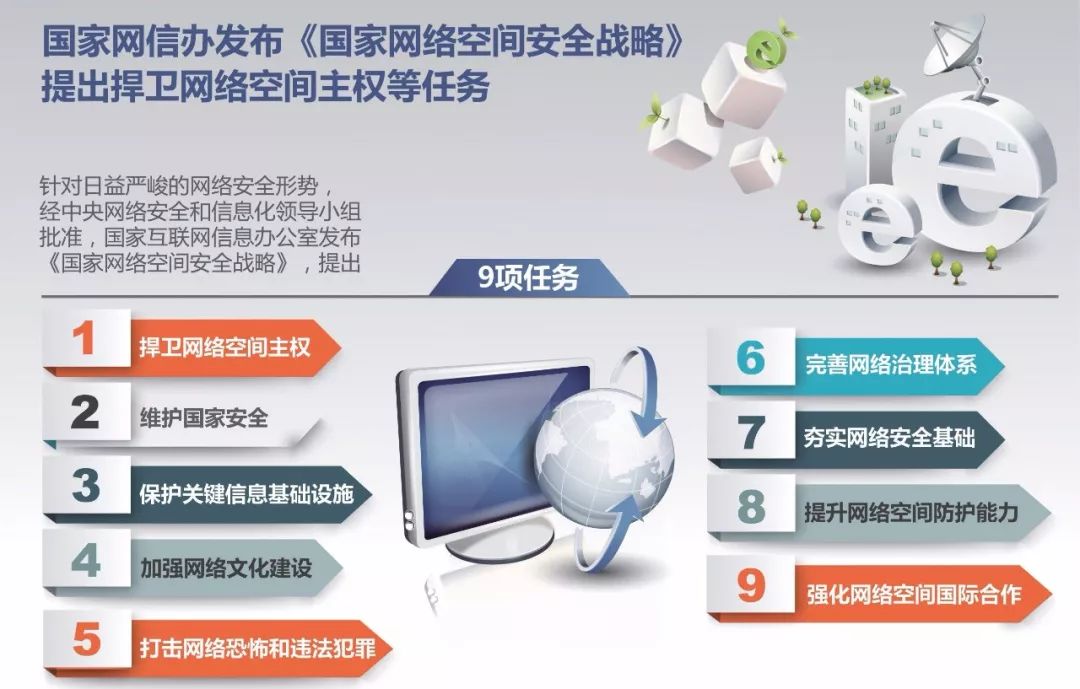 国家网信办发布《国家网络空间安全战略》
提出捍卫网络空间主权等任务
针对日益严峻的网络安全形势，
经中央网络安全和信息化领导小组
批准，国家互联网信息办公室发布
《国家网络空间安全战略》，提出
9项任务
1 捍卫网络空间主权
2 维护国家安全
3 保护关键信息基础设施
4 加强网络文化建设
5 打击网络恐怖和违法犯罪
6 完善网络治理体系
7 夯实网络安全基础
8 提升网络空间防护能力
9 强化网络空间国际合作
e
e
e